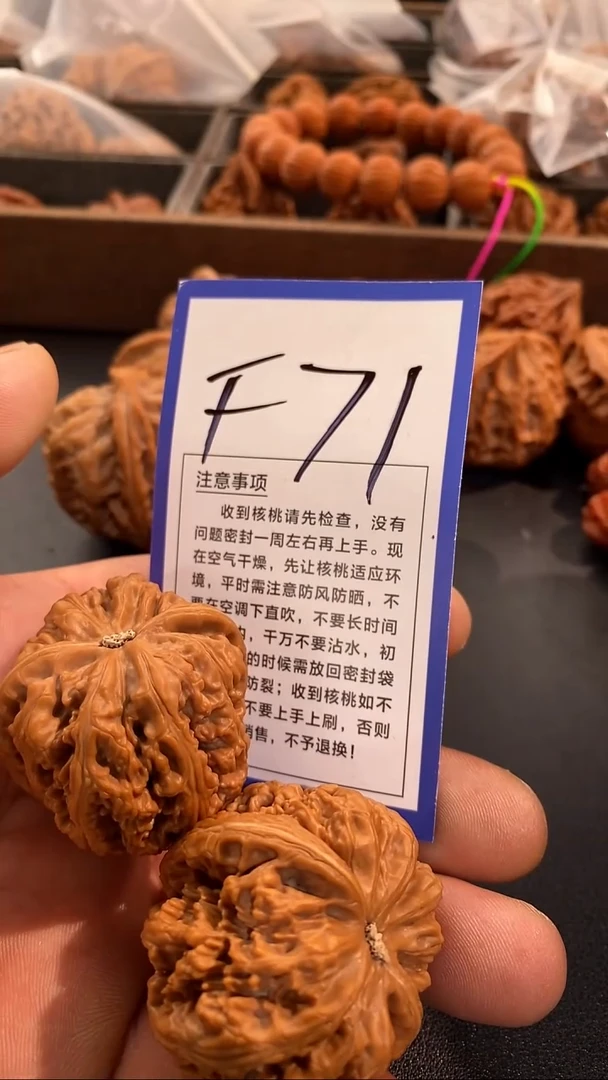 F71
注意事项
收到核桃请先检查，没有
问题密封一周左右再上手。现
在空气干燥，先让核桃适应环
境，平时需注意防风防晒，不
要在空调下直吹，不要长时间
，千万不要沾水，初
的时候需放回密封袋
防裂；收到核桃如不
不要上手上刷，否则
销售，不予退换！